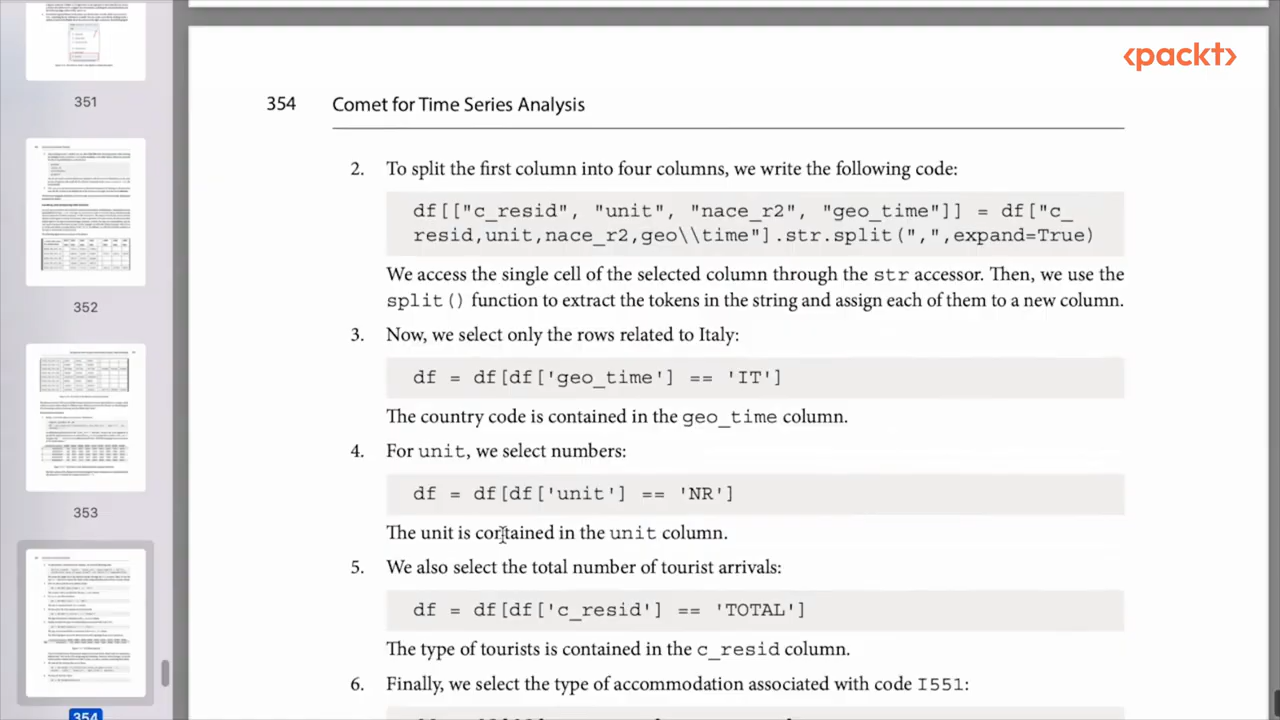 <packt>
351
352
353
354
354 Comet for Time Series Analysis
2. To split the first column into four columns, we write the following code:
"unit", geo_time"]] = df["c_
resid,unit,nace_r2,geo\\time"].str.split(",",expand=True)
We access the single cell of the selected column through the str accessor. Then, we use the
split() function to extract the tokens in the string and assign each of them to a new column.
3. Now, we select only the rows related to Italy:
df = df[df['geo_time'] == 'IT']
The country code is contained in the geo_time column.
4. For unit, we select numbers:
df = df[df['unit'] == 'NR']
The unit is contained in the unit column.
5. We also select the total number of tourist arrivals:
df = df[df['c_resid'] == 'TOTAL']
The type of tourists is contained in the c_resid column.
6. Finally, we select the type of accommodation associated with code I551: